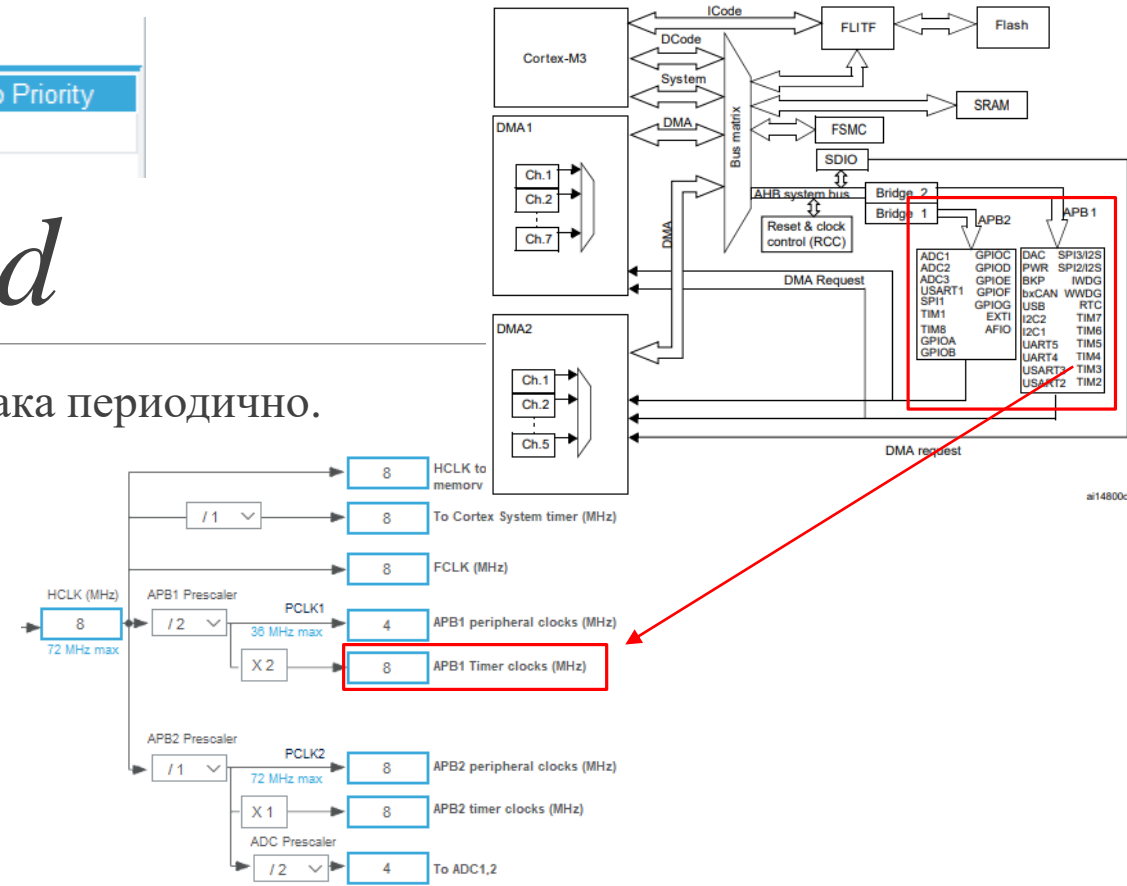 o Priority
d
ака периодично.
ICode
FLITF
Flash
DCode
Cortex-M3
System
SRAM
DMA
FSMC
Bus matrix
DMA1
Ch.1
Ch.2
Ch.7
SDIO
AHB system bus
Bridge 2
Bridge 1
APB2
APB 1
Reset & clock
control (RCC)
DMA
DMA Request
ADC1 GPIOC
ADC2 GPIOD
ADC3 GPIOE
USART1 GPIOF
SPI1 GPIOG
TIM1 EXTI
TIM8 AFIO
GPIOA
GPIOB
DAC SPI3/I2S
PWR SPI2/I2S
BKP IWDG
bxCAN WWDG
USB RTC
I2C2 TIM7
I2C1 TIM6
UART5 TIM5
UART4 TIM4
USART3 TIM3
USART2 TIM2
DMA2
Ch.1
Ch.2
Ch.5
DMA request
ai14800c
8 HCLK to
memory
/ 1 8 To Cortex System timer (MHz)
8 FCLK (MHz)
HCLK (MHz) APB1 Prescaler
PCLK1
8 / 2 4 APB1 peripheral clocks (MHz)
72 MHz max 36 MHz max
X 2 8 APB1 Timer clocks (MHz)
APB2 Prescaler
PCLK2
/ 1 8 APB2 peripheral clocks (MHz)
72 MHz max
X 1 8 APB2 timer clocks (MHz)
ADC Prescaler
/ 2 4 To ADC1,2